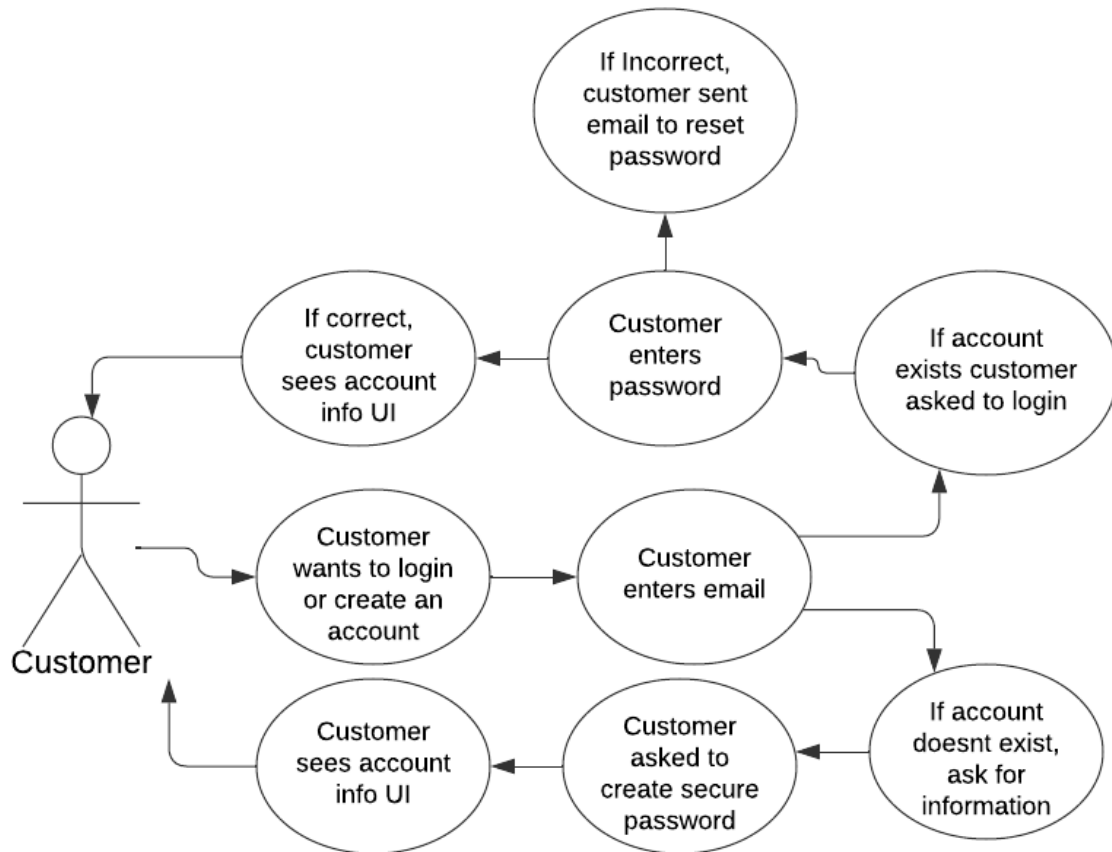 If Incorrect,
customer sent
email to reset
password
If correct,
customer
sees account
info UI
Customer
enters
password
If account
exists customer
asked to login
Customer
wants to login
or create an
account
Customer
enters email
Customer
Customer
sees account
info UI
Customer
asked to
create secure
password
If account
doesnt exist,
ask for
information